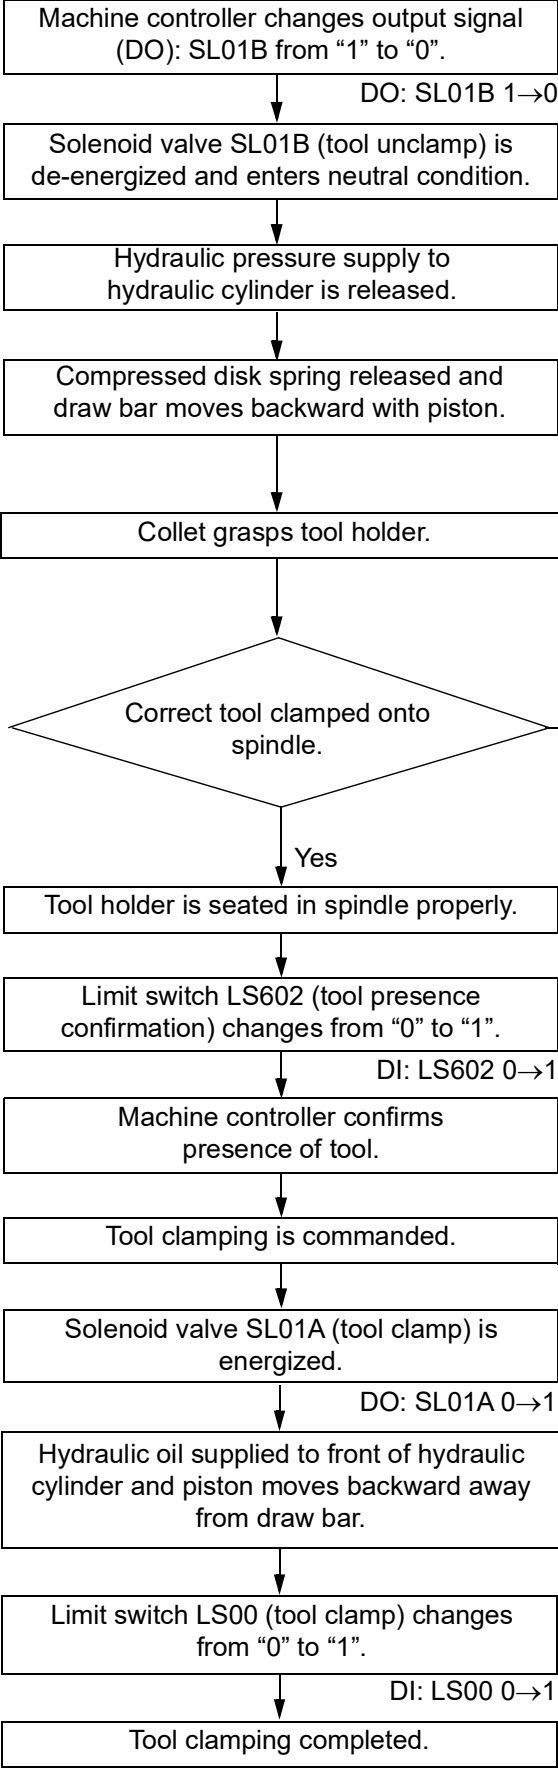 Machine controller changes output signal
(DO): SL01B from “1” to “0”.
DO: SL01B 1→0
Solenoid valve SL01B (tool unclamp) is
de-energized and enters neutral condition.
Hydraulic pressure supply to
hydraulic cylinder is released.
Compressed disk spring released and
draw bar moves backward with piston.
Collet grasps tool holder.
Correct tool clamped onto
spindle.
Yes
Tool holder is seated in spindle properly.
Limit switch LS602 (tool presence
confirmation) changes from “0” to “1”.
DI: LS602 0→1
Machine controller confirms
presence of tool.
Tool clamping is commanded.
Solenoid valve SL01A (tool clamp) is
energized.
DO: SL01A 0→1
Hydraulic oil supplied to front of hydraulic
cylinder and piston moves backward away
from draw bar.
Limit switch LS00 (tool clamp) changes
from “0” to “1”.
DI: LS00 0→1
Tool clamping completed.